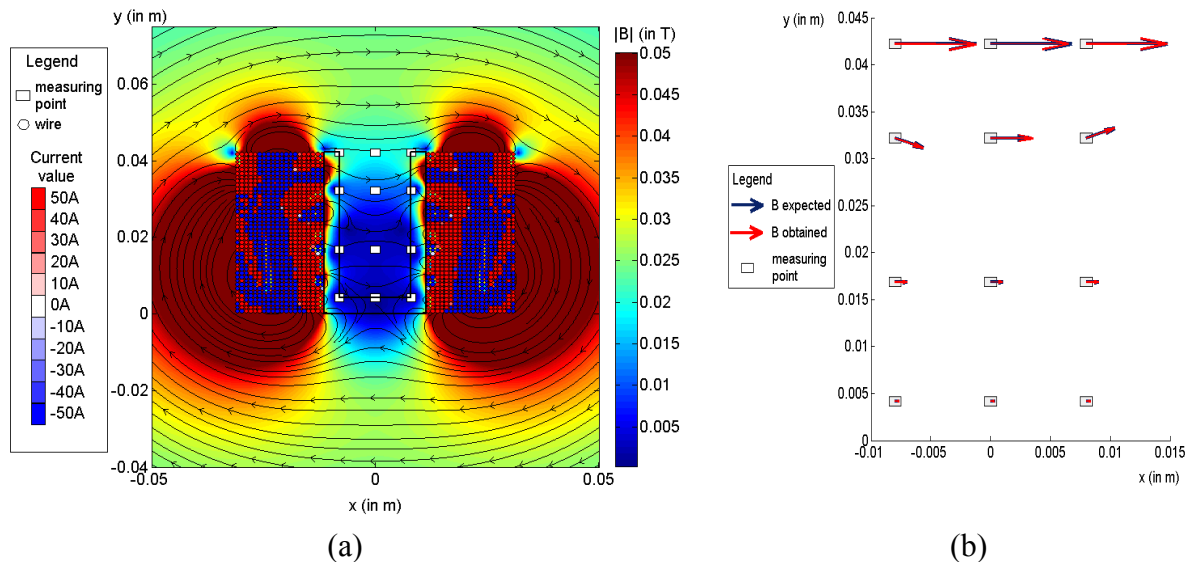 y (in m)
|B| (in T)
Legend
measuring
point
wire
Current
value
50A
40A
30A
20A
10A
0A
-10A
-20A
-30A
-40A
-50A
0.06
0.04
0.02
0
-0.02
-0.04
-0.05
0
0.05
x (in m)
0.05
0.045
0.04
0.035
0.03
0.025
0.02
0.015
0.01
0.005
(a)
y (in m)
0.045
0.04
0.035
0.03
0.025
0.02
0.015
0.01
0.005
0
-0.01
-0.005
0
0.005
0.01
0.015
x (in m)
Legend
B expected
B obtained
measuring
point
(b)